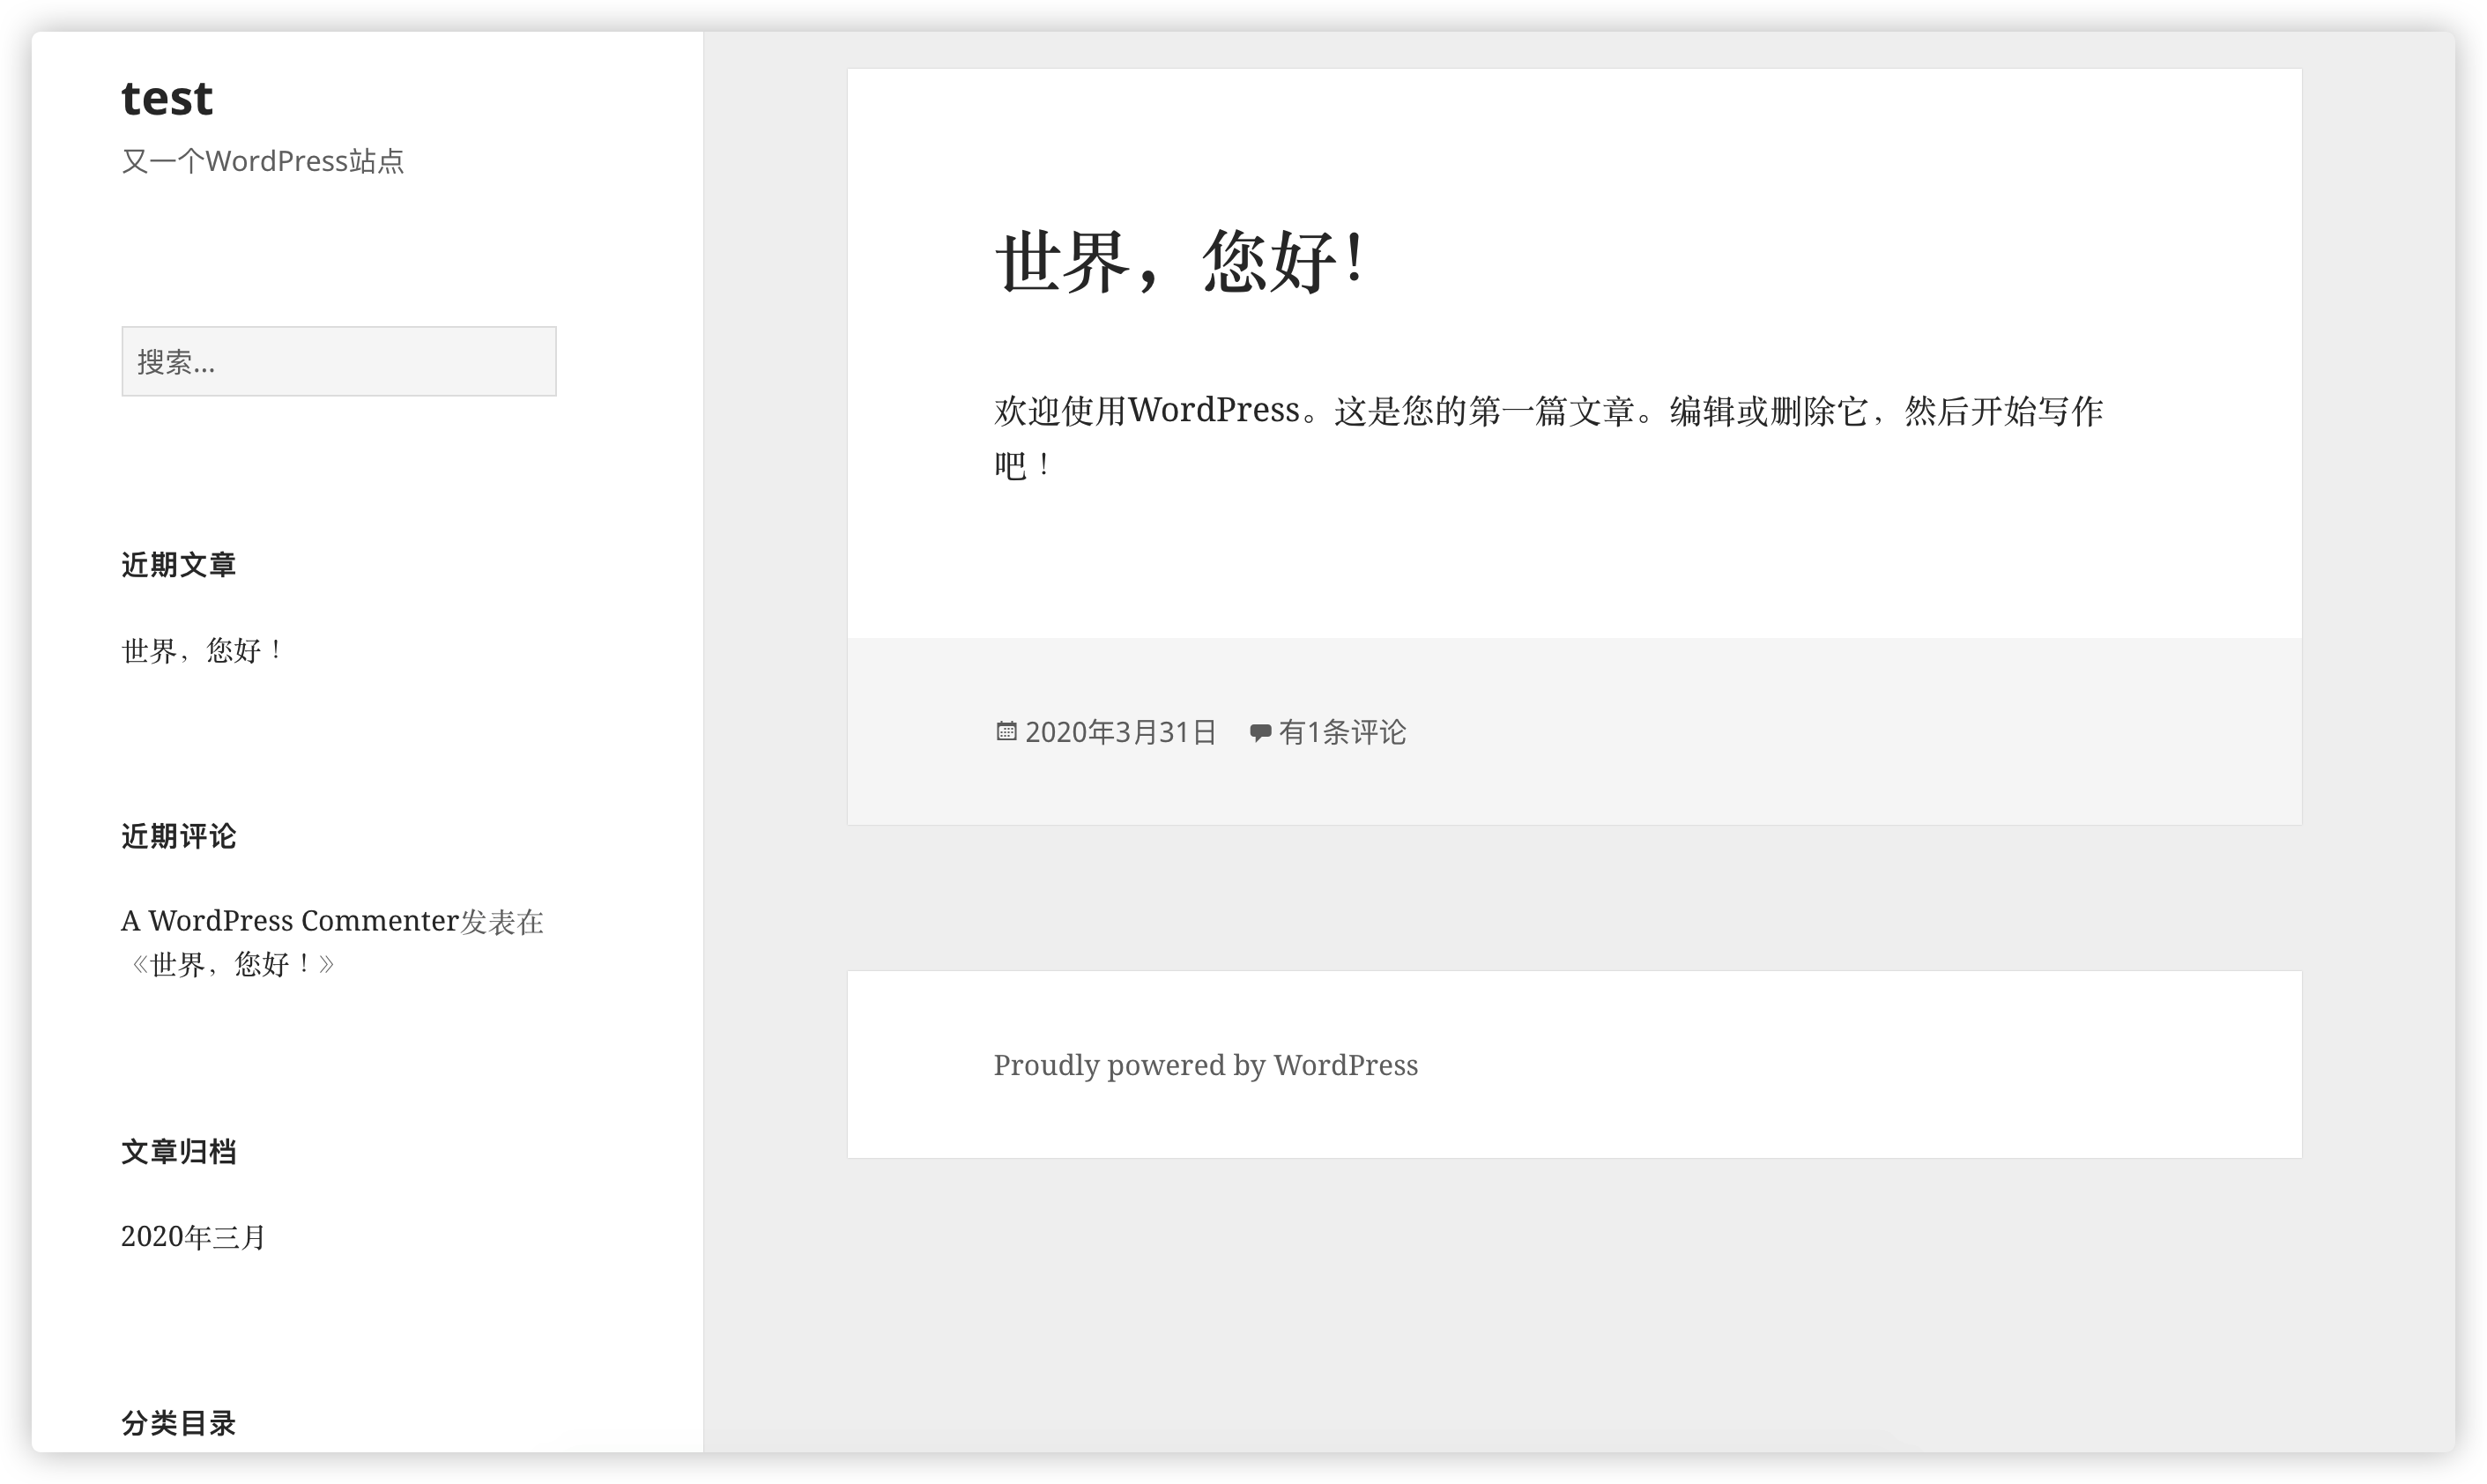 test
又一个WordPress站点
搜索...
近期文章
世界，您好！
近期评论
A WordPress Commenter发表在
《世界，您好！》
文章归档
2020年三月
分类目录
世界，您好！
欢迎使用WordPress。这是您的第一篇文章。编辑或删除它，然后开始写作
吧！
2020年3月31日 有1条评论
Proudly powered by WordPress